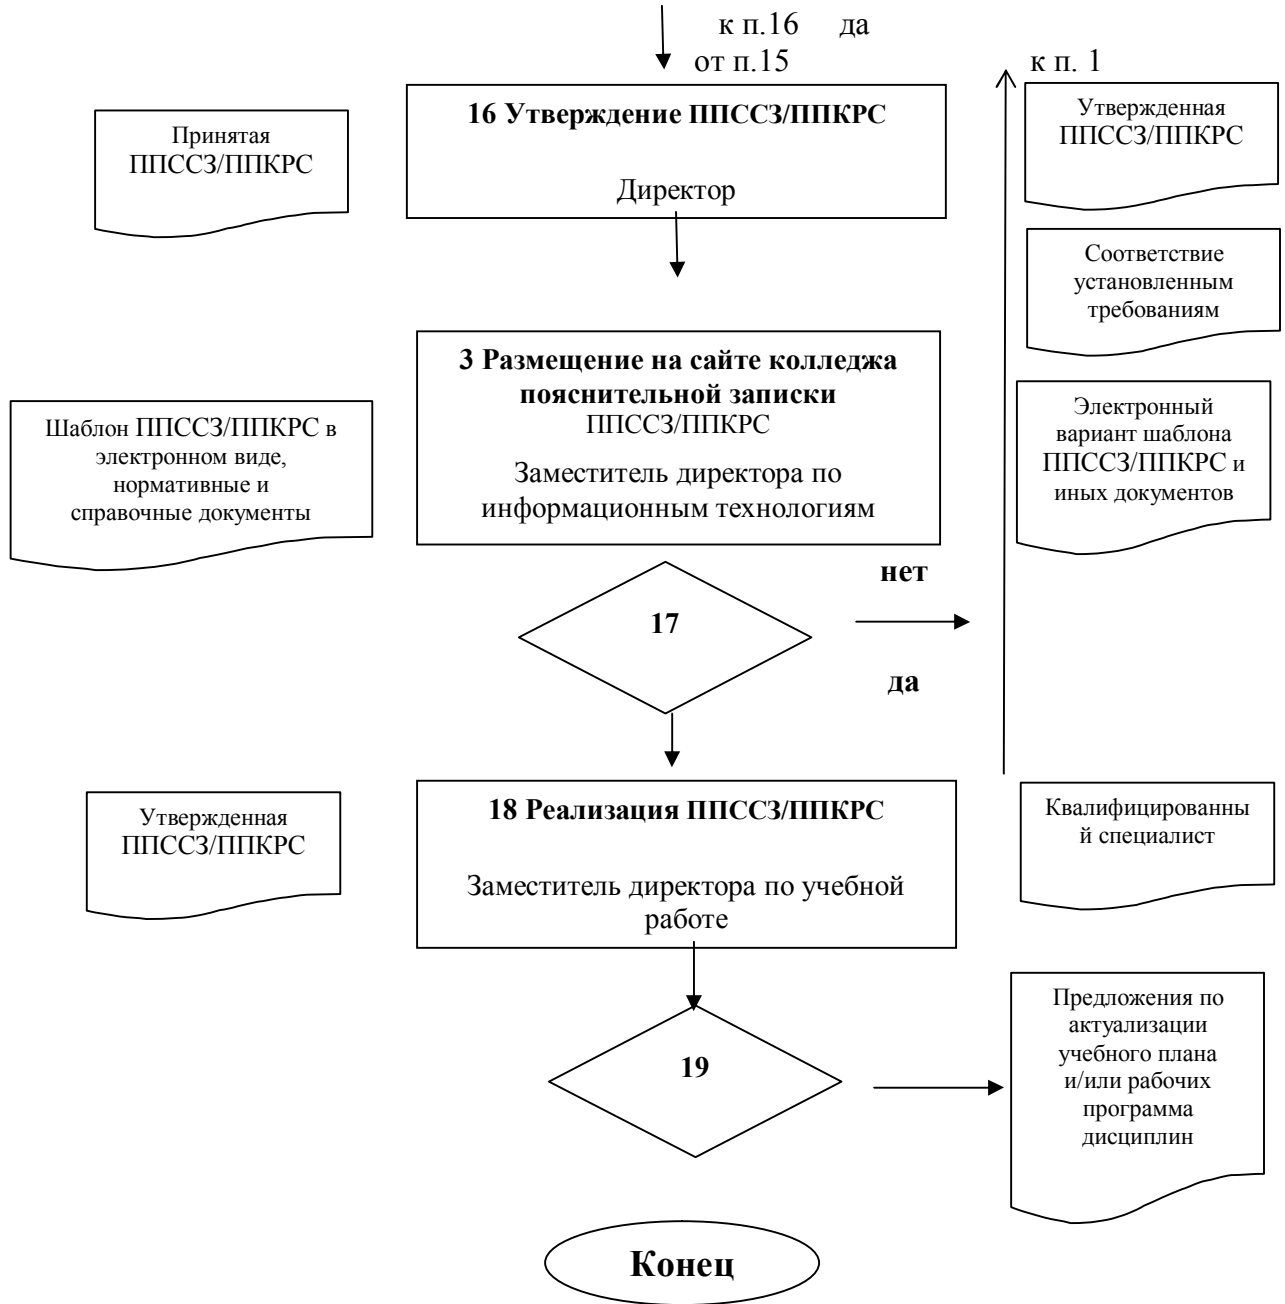 к п.16 да
от п.15
к п. 1
Принятая
ППССЗ/ППКРС
16 Утверждение ППССЗ/ППКРС
Директор
Утвержденная
ППССЗ/ППКРС
Соответствие
установленным
требованиям
Шаблон ППССЗ/ППКРС в
электронном виде,
нормативные и
справочные документы
3 Размещение на сайте колледжа
пояснительной записки
ППССЗ/ППКРС
Заместитель директора по
информационным технологиям
Электронный
вариант шаблона
ППССЗ/ППКРС и
иных документов
17
нет
да
Утвержденная
ППССЗ/ППКРС
18 Реализация ППССЗ/ППКРС
Заместитель директора по учебной
работе
Квалифицированны
й специалист
19
Предложения по
актуализации
учебного плана
и/или рабочих
программа
дисциплин
Конец